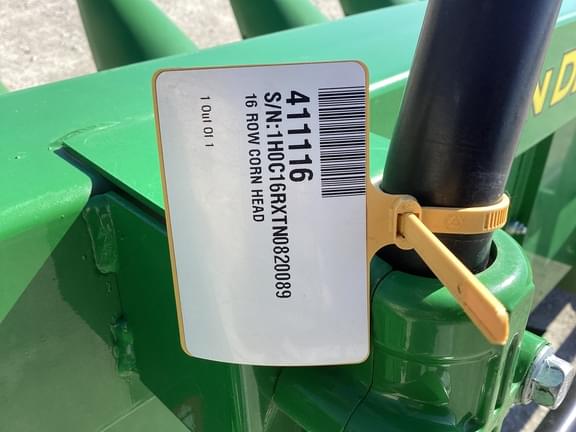 411116
S/N:1H0C16RXTN0820089
16 ROW CORN HEAD
1 Out Of 1